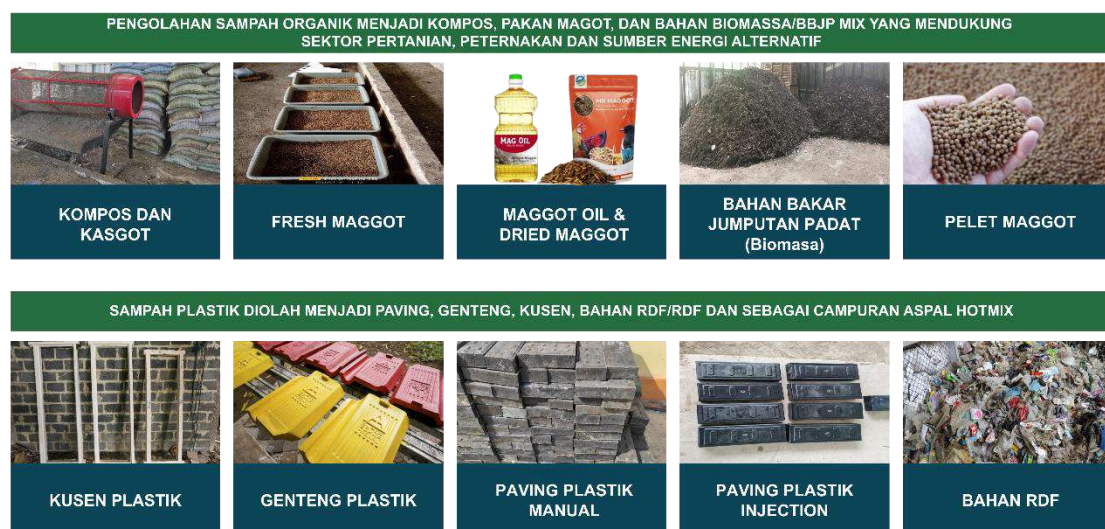 PENGOLAHAN SAMPAH ORGANIK MENJADI KOMPOS, PAKAN MAGOT, DAN BAHAN BIOMASSA/BBJP MIX YANG MENDUKUNG
SEKTOR PERTANIAN, PETERNAKAN DAN SUMBER ENERGI ALTERNATIF
MAG OIL
MR MAGGOT
KOMPOS DAN
KASGOT
FRESH MAGGOT
MAGGOT OIL &
DRIED MAGGOT
BAHAN BAKAR
JUMPUTAN PADAT
(Biomasa)
PELET MAGGOT
SAMPAH PLASTIK DIOLAH MENJADI PAVING, GENTENG, KUSEN, BAHAN RDF/RDF DAN SEBAGAI CAMPURAN ASPAL HOTMIX
KUSEN PLASTIK
GENTENG PLASTIK
PAVING PLASTIK
MANUAL
PAVING PLASTIK
INJECTION
BAHAN RDF